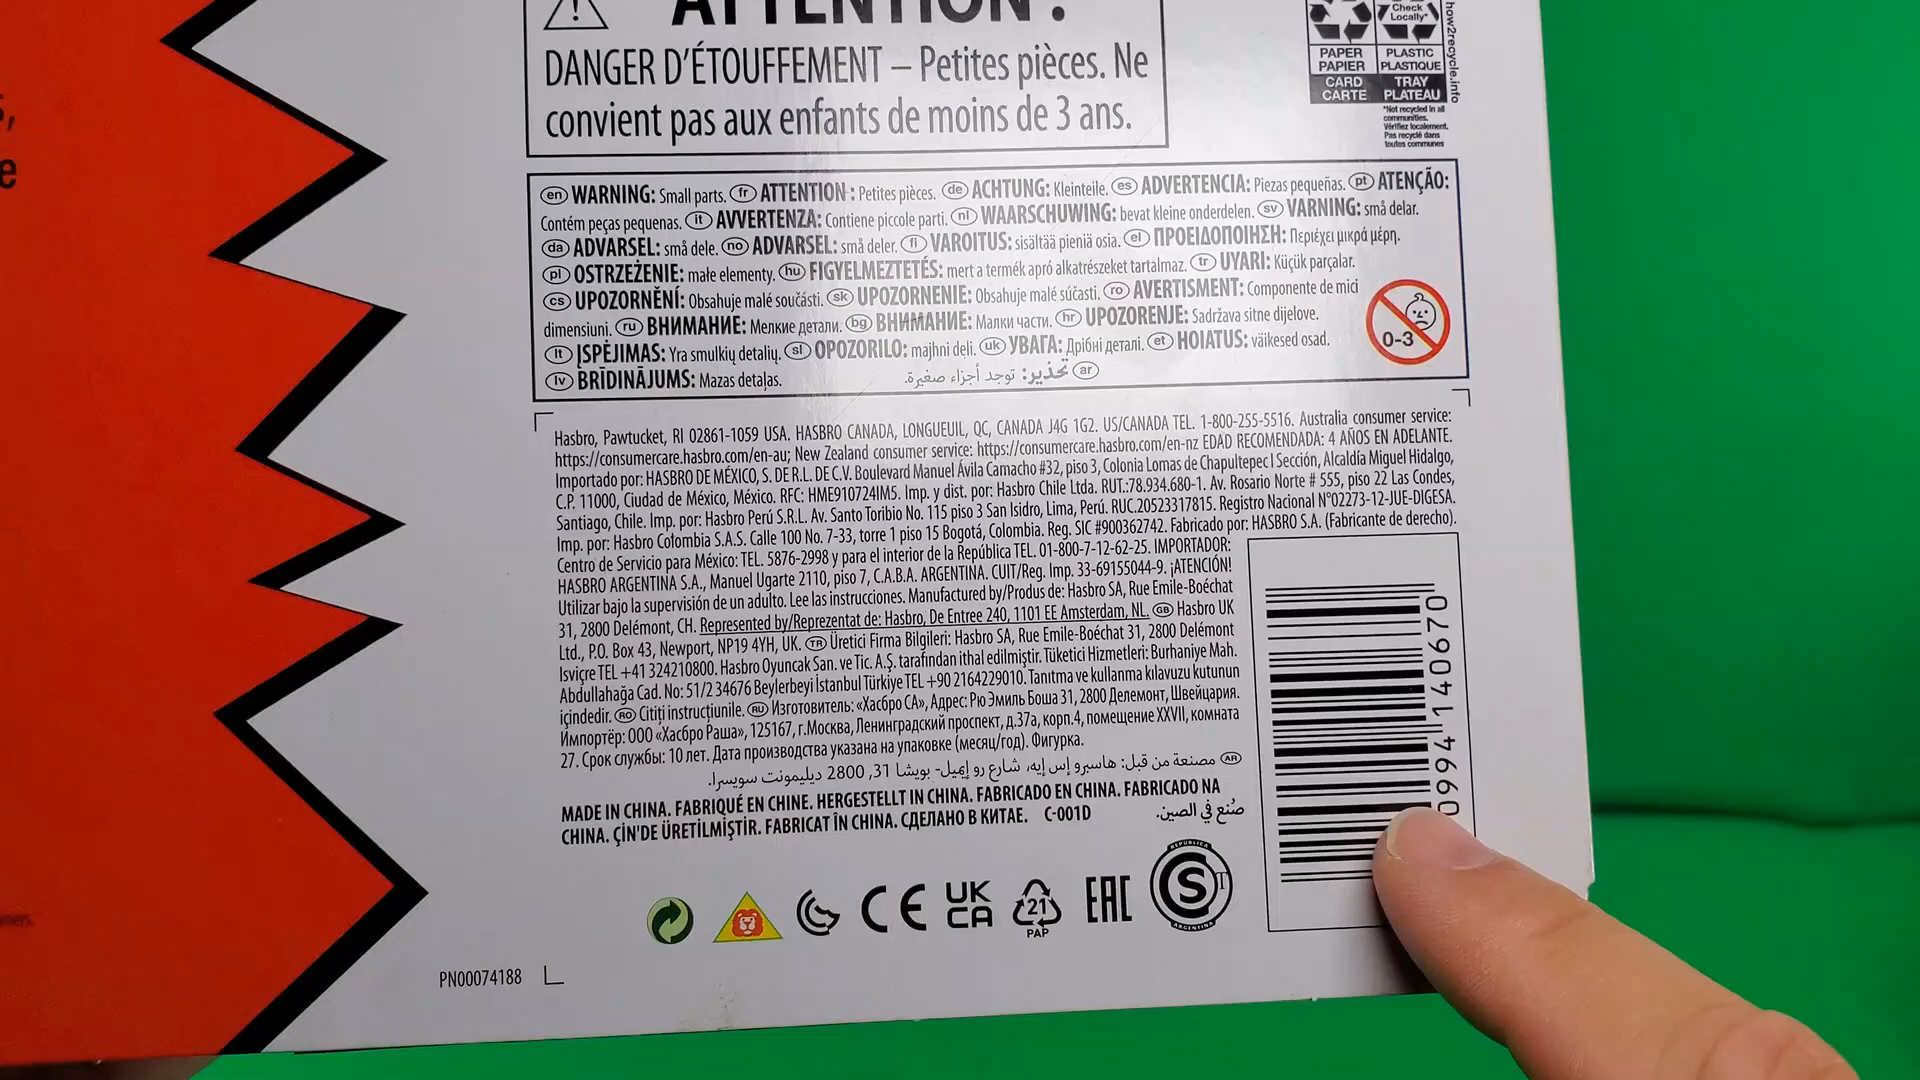 ATTENTION :
DANGER D'ÉTOUFFEMENT – Petites pièces. Ne
convient pas aux enfants de moins de 3 ans.
Check
Locally*
PAPER
PAPIER
PLASTIC
PLASTIQUE
CARD
CARTE
TRAY
PLATEAU
how2recycle.info
*Not recycled in all
communities.
Vérifiez localement.
Pas recyclé dans
toutes communes
en WARNING: Small parts. fr ATTENTION : Petites pièces. de ACHTUNG: Kleinteile. es ADVERTENCIA: Piezas pequeñas. pt ATENÇÃO:
Contém peças pequenas. it AVVERTENZA: Contiene piccole parti. nl WAARSCHUWING: bevat kleine onderdelen. sv VARNING: små delar.
da ADVARSEL: små dele. no ADVARSEL: små deler. fi VAROITUS: sisältää pieniä osia. el ΠΡΟΕΙΔΟΠΟΙΗΣΗ: Περιέχει μικρά μέρη.
pl OSTRZEŻENIE: małe elementy. hu FIGYELMEZTETÉS: mert a termék apró alkatrészeket tartalmaz. tr UYARI: Küçük parçalar.
cs UPOZORNĚNÍ: Obsahuje malé součásti. sk UPOZORNENIE: Obsahuje malé súčasti. ro AVERTISMENT: Componente de mici
dimensiuni. ru ВНИМАНИЕ: Мелкие детали. bg ВНИМАНИЕ: Малки части. hr UPOZORENJE: Sadržava sitne dijelove.
lt ĮSPĖJIMAS: Yra smulkių detalių. sl OPOZORILO: majhni deli. uk УВАГА: Дрібні деталі. et HOIATUS: väikesed osad.
lv BRĪDINĀJUMS: Mazas detaļas. ar تحذير: توجد أجزاء صغيرة.
0-3
Hasbro, Pawtucket, RI 02861-1059 USA. HASBRO CANADA, LONGUEUIL, QC, CANADA J4G 1G2. US/CANADA TEL. 1-800-255-5516. Australia consumer service:
https://consumercare.hasbro.com/en-au; New Zealand consumer service: https://consumercare.hasbro.com/en-nz EDAD RECOMENDADA: 4 AÑOS EN ADELANTE.
Importado por: HASBRO DE MÉXICO, S. DE R.L. DE C.V. Boulevard Manuel Ávila Camacho #32, piso 3, Colonia Lomas de Chapultepec I Sección, Alcaldía Miguel Hidalgo,
C.P. 11000, Ciudad de México, México. RFC: HME910724IM5. Imp. y dist. por: Hasbro Chile Ltda. RUT.:78.934.680-1. Av. Rosario Norte # 555, piso 22 Las Condes,
Santiago, Chile. Imp. por: Hasbro Perú S.R.L. Av. Santo Toribio No. 115 piso 3 San Isidro, Lima, Perú. RUC.20523317815. Registro Nacional N°02273-12-JUE-DIGESA.
Imp. por: Hasbro Colombia S.A.S. Calle 100 No. 7-33, torre 1 piso 15 Bogotá, Colombia. Reg. SIC #900362742. Fabricado por: HASBRO S.A. (Fabricante de derecho).
Centro de Servicio para México: TEL. 5876-2998 y para el interior de la República TEL. 01-800-7-12-62-25. IMPORTADOR:
HASBRO ARGENTINA S.A., Manuel Ugarte 2110, piso 7, C.A.B.A. ARGENTINA. CUIT/Reg. Imp. 33-69155044-9. ¡ATENCIÓN!
Utilizar bajo la supervisión de un adulto. Lee las instrucciones. Manufactured by/Produs de: Hasbro SA, Rue Emile-Boéchat
31, 2800 Delémont, CH. Represented by/Reprezentat de: Hasbro, De Entree 240, 1101 EE Amsterdam, NL. GB Hasbro UK
Ltd., P.O. Box 43, Newport, NP19 4YH, UK. TR Üretici Firma Bilgileri: Hasbro SA, Rue Emile-Boéchat 31, 2800 Delémont
Isviçre TEL +41 324210800. Hasbro Oyuncak San. ve Tic. A.Ş. tarafından ithal edilmiştir. Tüketici Hizmetleri: Burhaniye Mah.
Abdullahağa Cad. No: 51/2 34676 Beylerbeyi İstanbul Türkiye TEL +90 2164229010. Tanıtma ve kullanma kılavuzu kutunun
içindedir. RO Citiți instrucțiunile. RU Изготовитель: «Хасбро СА», Адрес: Рю Эмиль Боша 31, 2800 Делемонт, Швейцария.
Импортёр: ООО «Хасбро Раша», 125167, г.Москва, Ленинградский проспект, д.37а, корп.4, помещение XXVII, комната
27. Срок службы: 10 лет. Дата производства указана на упаковке (месяц/год). Фигурка.
AR مصنعة من قبل: هاسبرو إس إيه، شارع رو إميل- بويشا 31, 2800 ديليمونت سويسرا.
MADE IN CHINA. FABRIQUÉ EN CHINE. HERGESTELLT IN CHINA. FABRICADO EN CHINA. FABRICADO NA
CHINA. ÇİN'DE ÜRETİLMİŞTİR. FABRICAT ÎN CHINA. СДЕЛАНО В КИТАЕ. C-001D صُنع في الصين.
09994 140670
CE
UK
CA
21
PAP
EAC
REPUBLICA
S
T
ARGENTINA
PN00074188